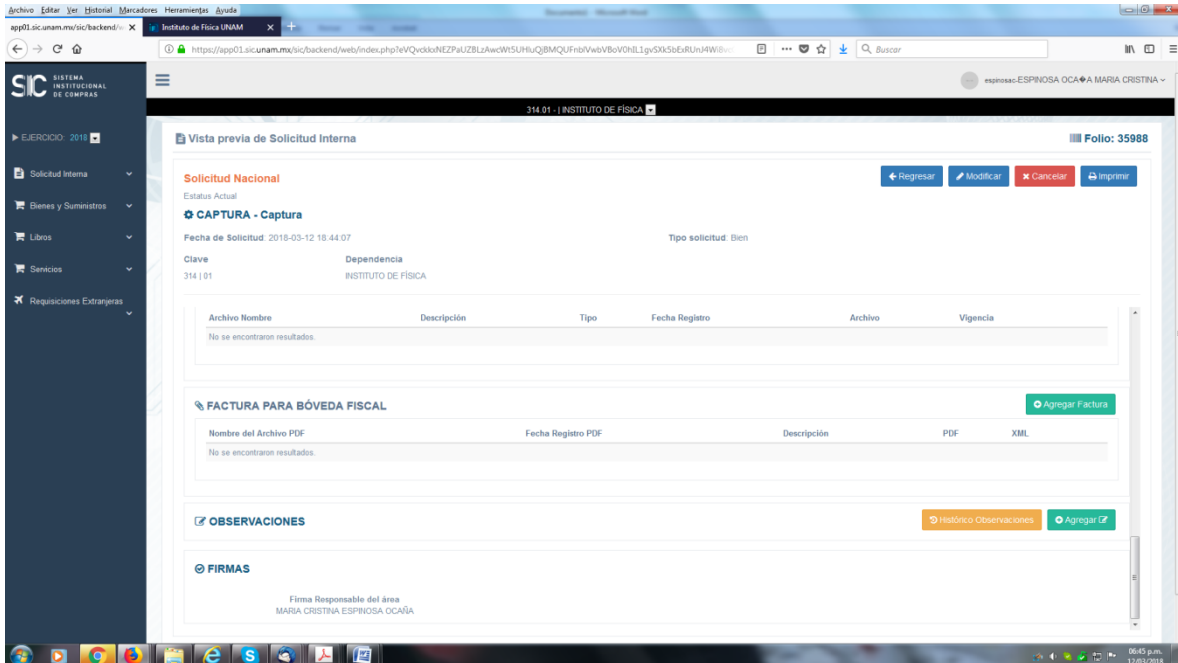 Archivo Editar Ver Historial Marcadores Herramientas Ayuda
app01.sic.unam.mx/sic/backend/ Instituto de Física UNAM
https://app01.sic.unam.mx/sic/backend/web/index.php? Buscar
SIC SISTEMA INSTITUCIONAL DE COMPRAS
espinosac-ESPINOSA OCA�A MARIA CRISTINA
314.01 - | INSTITUTO DE FÍSICA
EJERCICIO: 2018
Vista previa de Solicitud Interna Folio: 35988
Solicitud Interna
Bienes y Suministros
Libros
Servicios
Requisiciones Extranjeras
Solicitud Nacional Regresar Modificar Cancelar Imprimir
Estatus Actual
CAPTURA - Captura
Fecha de Solicitud: 2018-03-12 18:44:07 Tipo solicitud: Bien
Clave Dependencia
314 | 01 INSTITUTO DE FÍSICA
Archivo Nombre Descripción Tipo Fecha Registro Archivo Vigencia
No se encontraron resultados.
FACTURA PARA BÓVEDA FISCAL Agregar Factura
Nombre del Archivo PDF Fecha Registro PDF Descripción PDF XML
No se encontraron resultados.
OBSERVACIONES Histórico Observaciones Agregar
FIRMAS
Firma Responsable del área
MARIA CRISTINA ESPINOSA OCAÑA
06:45 p.m.
12/03/2018